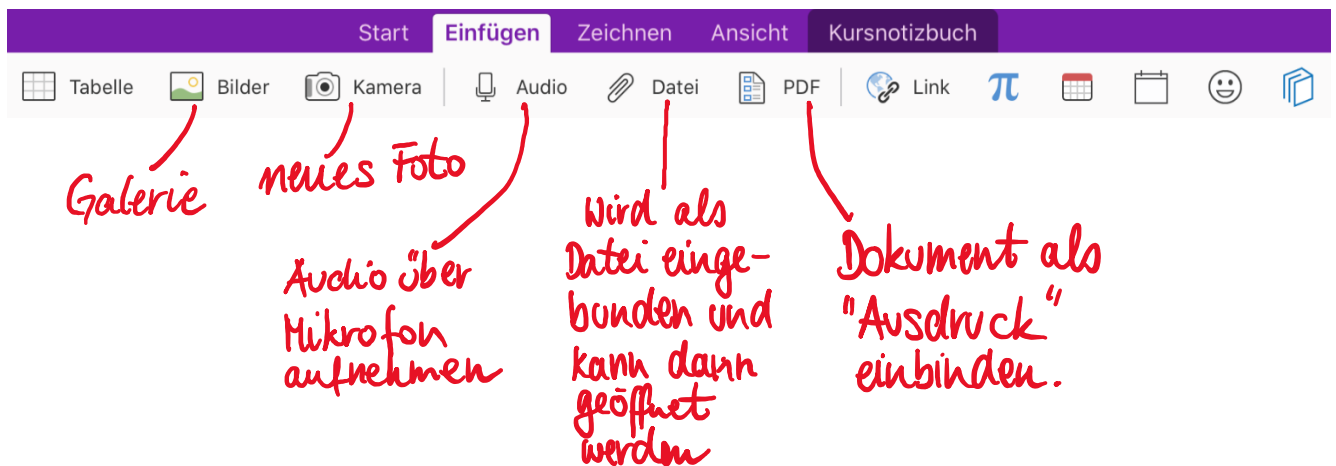 Start Einfügen Zeichnen Ansicht Kursnotizbuch
Tabelle Bilder Kamera Audio Datei PDF Link π
Galerie
neues Foto
Audio über
Mikrofon
aufnehmen
Wird als
Datei einge-
bunden und
kann dann
geöffnet
werden
Dokument als
"Ausdruck"
einbinden.